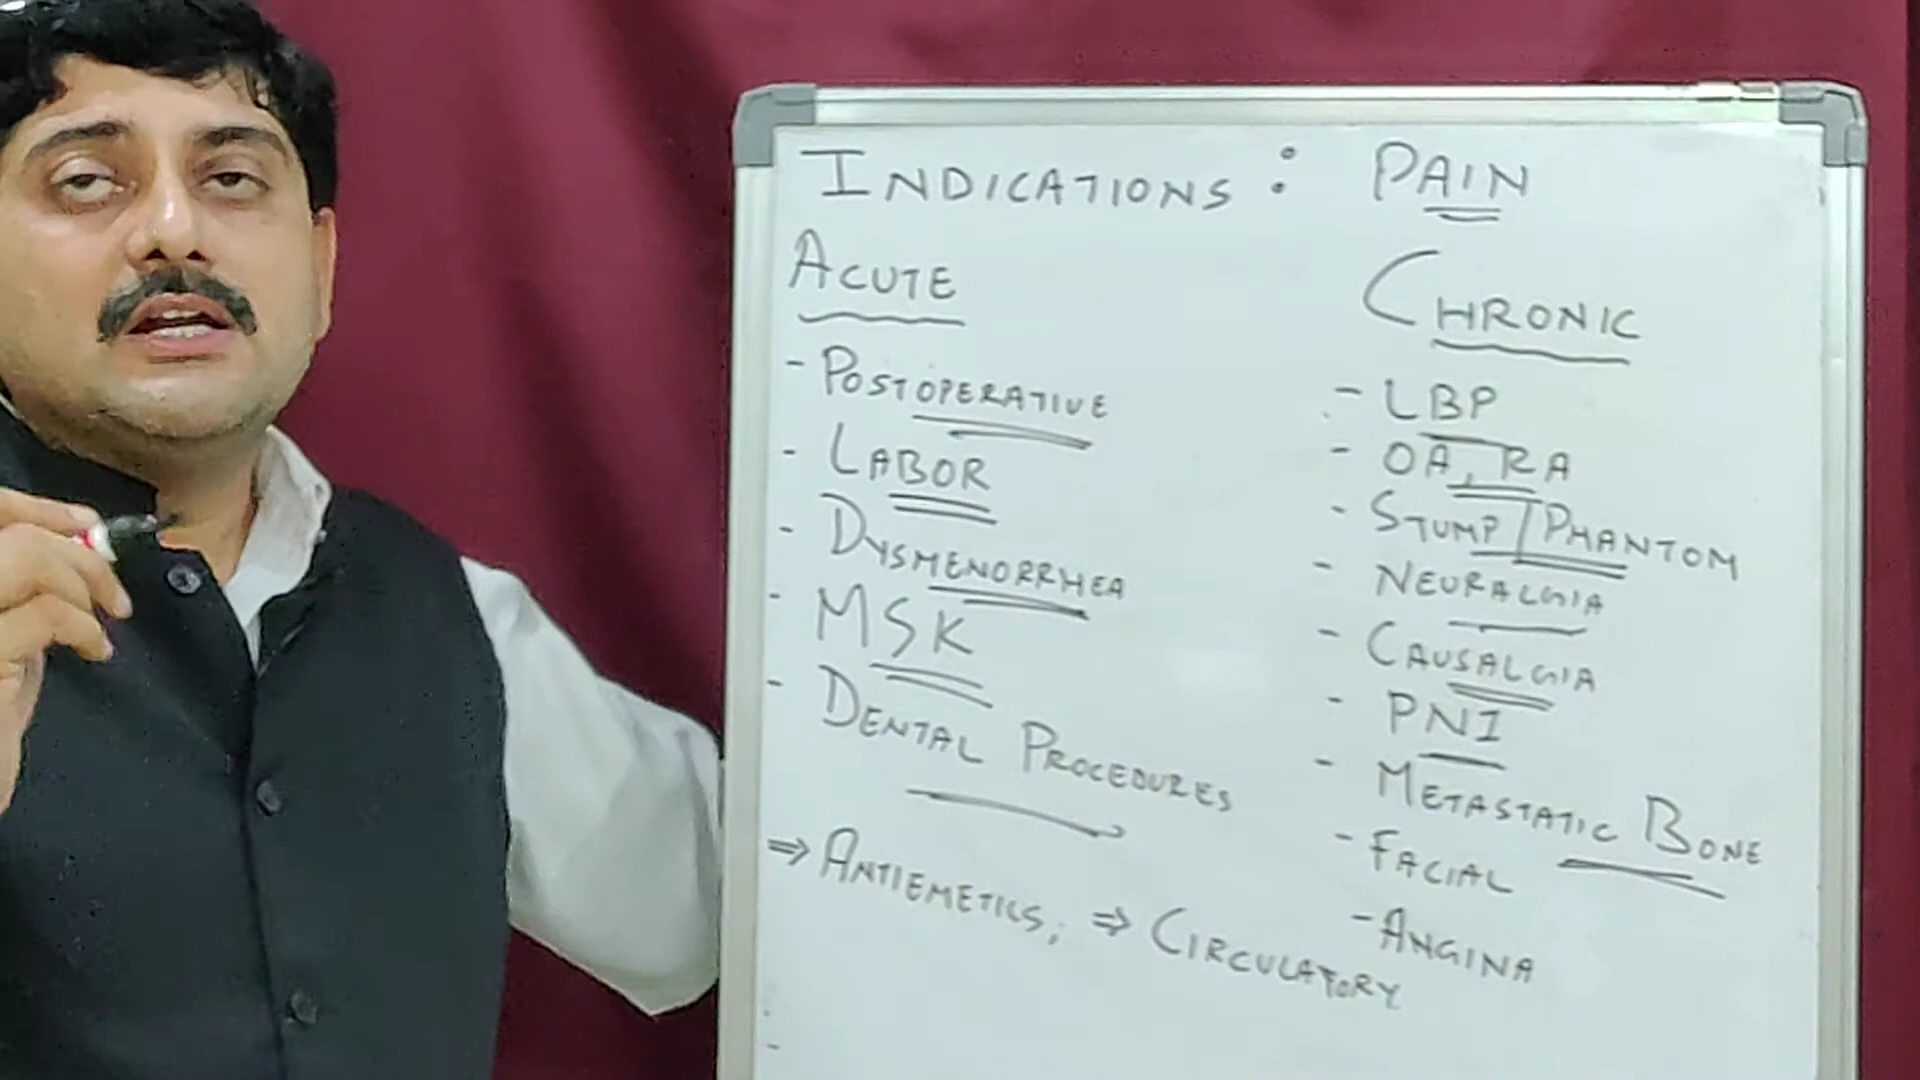 INDICATIONS : PAIN
ACUTE
- POSTOPERATIVE
- LABOR
- DYSMENORRHEA
- MSK
- DENTAL PROCEDURES
⇒ ANTIEMETICS; ⇒ CIRCULATORY
CHRONIC
- LBP
- OA, RA
- STUMP/PHANTOM
- NEURALGIA
- CAUSALGIA
- PNI
- METASTATIC BONE
- FACIAL
- ANGINA